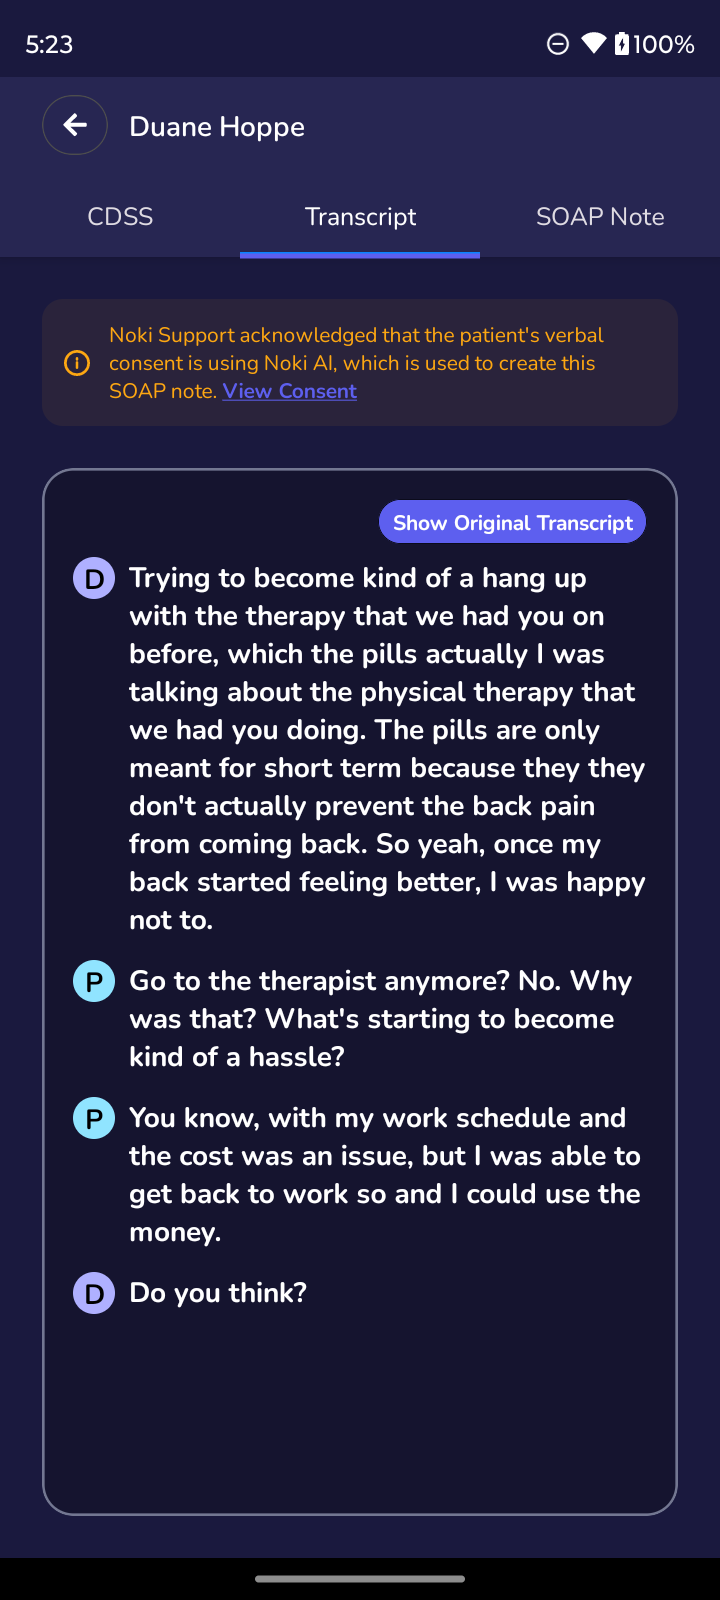 5:23
100%
Duane Hoppe
CDSS
Transcript
SOAP Note
Noki Support acknowledged that the patient's verbal
consent is using Noki AI, which is used to create this
SOAP note. View Consent
Show Original Transcript
D
Trying to become kind of a hang up
with the therapy that we had you on
before, which the pills actually I was
talking about the physical therapy that
we had you doing. The pills are only
meant for short term because they they
don't actually prevent the back pain
from coming back. So yeah, once my
back started feeling better, I was happy
not to.
P
Go to the therapist anymore? No. Why
was that? What's starting to become
kind of a hassle?
P
You know, with my work schedule and
the cost was an issue, but I was able to
get back to work so and I could use the
money.
D
Do you think?